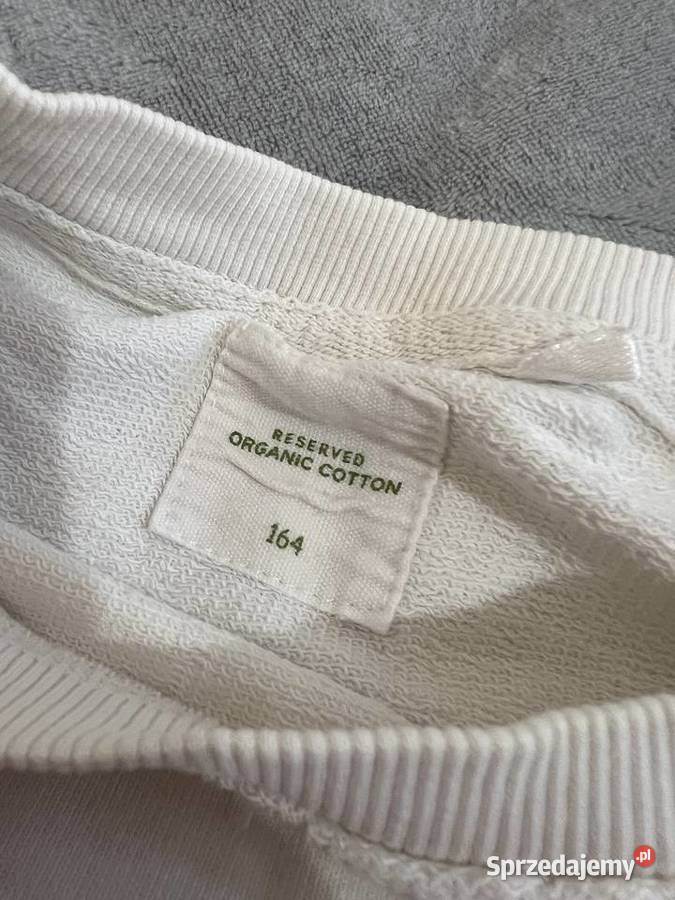 RESERVED
ORGANIC COTTON
164
Sprzedajemy.pl